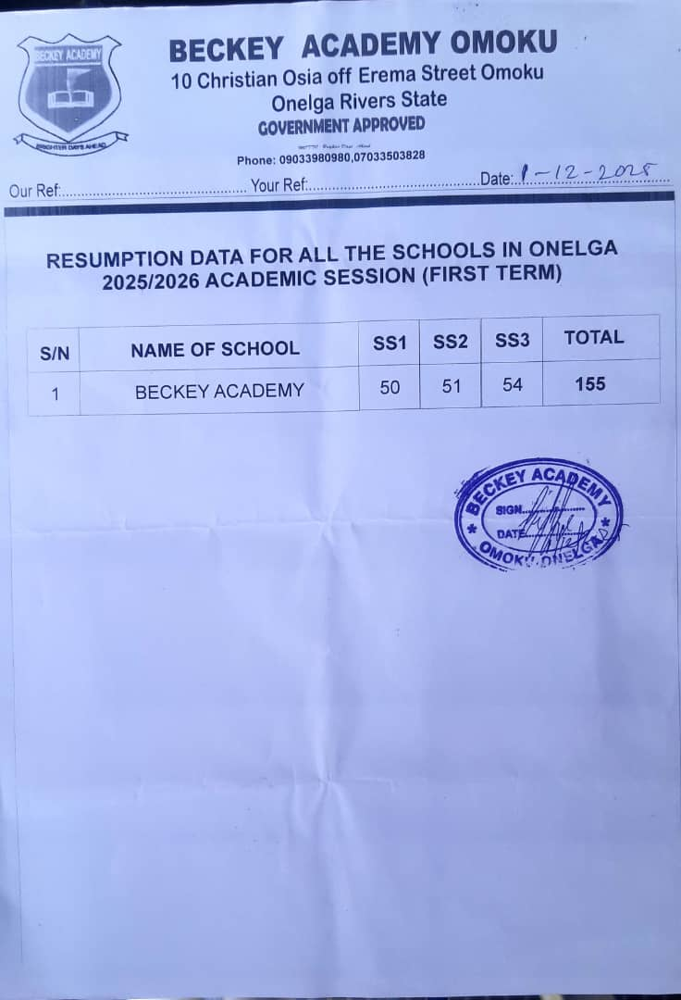 BECKEY ACADEMY
BRIGHTER DAYS AHEAD
BECKEY ACADEMY OMOKU
10 Christian Osia off Erema Street Omoku
Onelga Rivers State
GOVERNMENT APPROVED
Phone: 09033980980,07033503828
Our Ref:.................................................. Your Ref:..................................................Date: 1-12-2025
RESUMPTION DATA FOR ALL THE SCHOOLS IN ONELGA
2025/2026 ACADEMIC SESSION (FIRST TERM)
S/N NAME OF SCHOOL SS1 SS2 SS3 TOTAL
1 BECKEY ACADEMY 50 51 54 155
BECKEY ACADEMY
SIGN..................
DATE..................
* OMOKU-ONELGA *